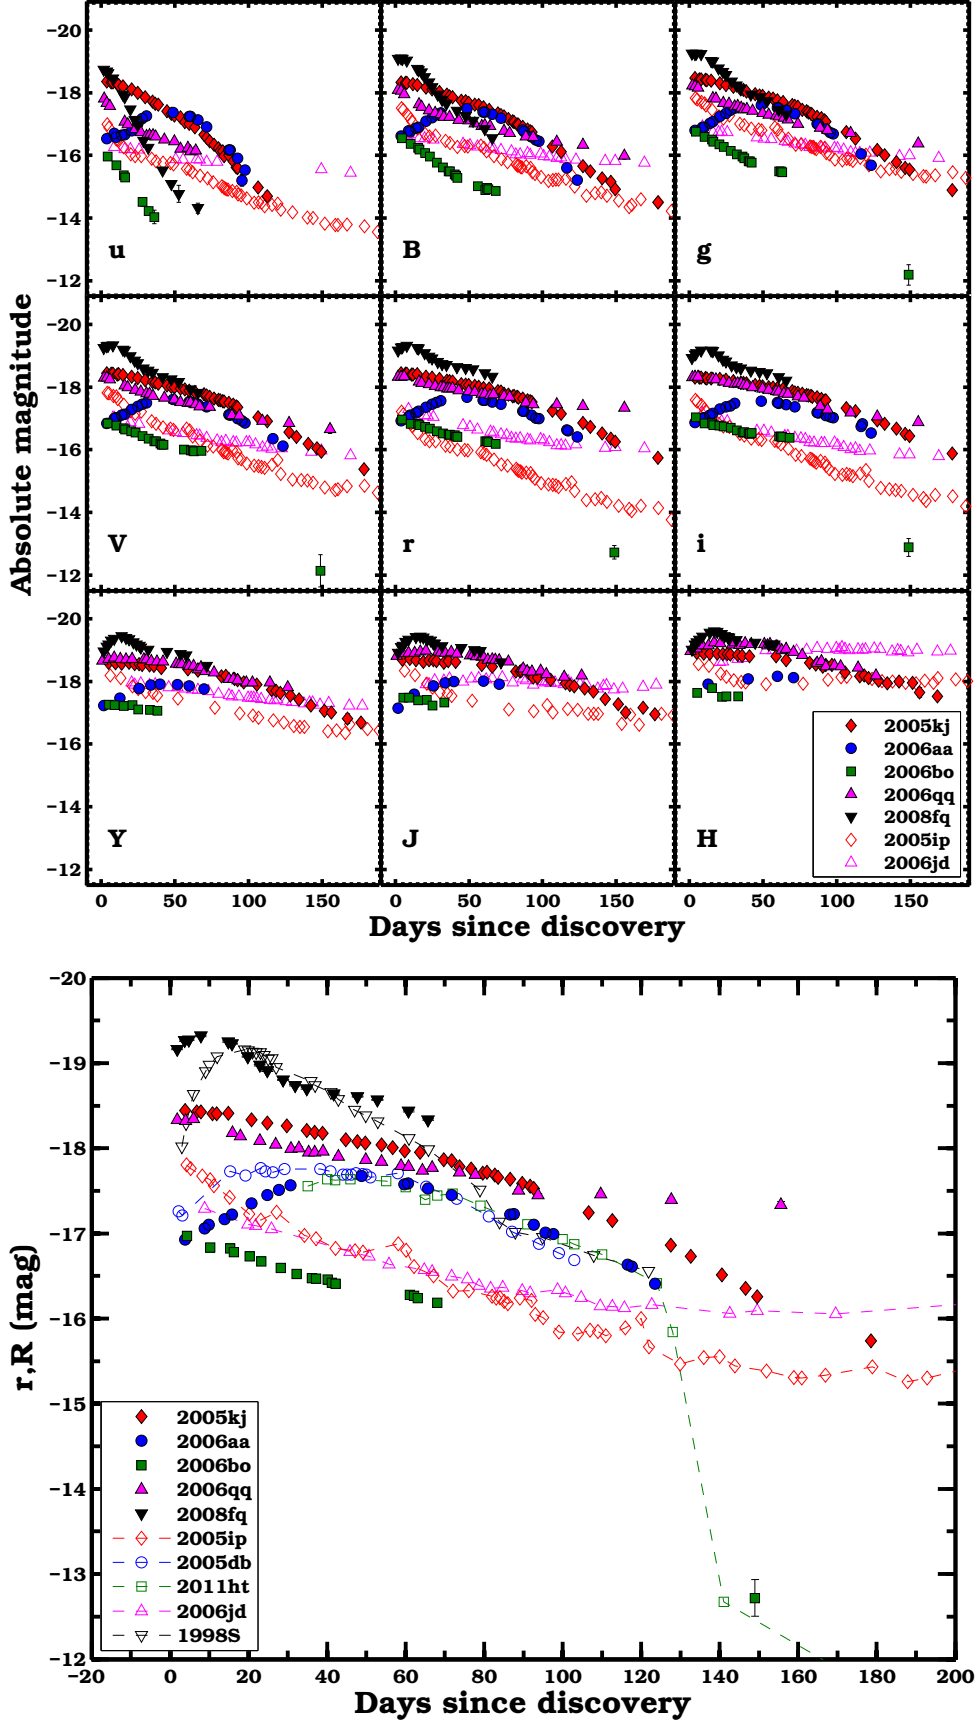 −20
−18
−16
−14
−12
u
B
g
−20
−18
−16
−14
−12
V
r
i
−20
−18
−16
−14
−12
Y
J
H
2005kj
2006aa
2006bo
2006qq
2008fq
2005ip
2006jd
0 50 100 150
0 50 100 150
0 50 100 150
Absolute magnitude
Days since discovery
−20
−19
−18
−17
−16
−15
−14
−13
−12
r,R (mag)
2005kj
2006aa
2006bo
2006qq
2008fq
2005ip
2005db
2011ht
2006jd
1998S
−20 0 20 40 60 80 100 120 140 160 180 200
Days since discovery